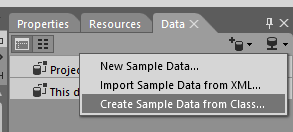 Properties Resources Data
New Sample Data...
Import Sample Data from XML...
Create Sample Data from Class...
Projec
This d